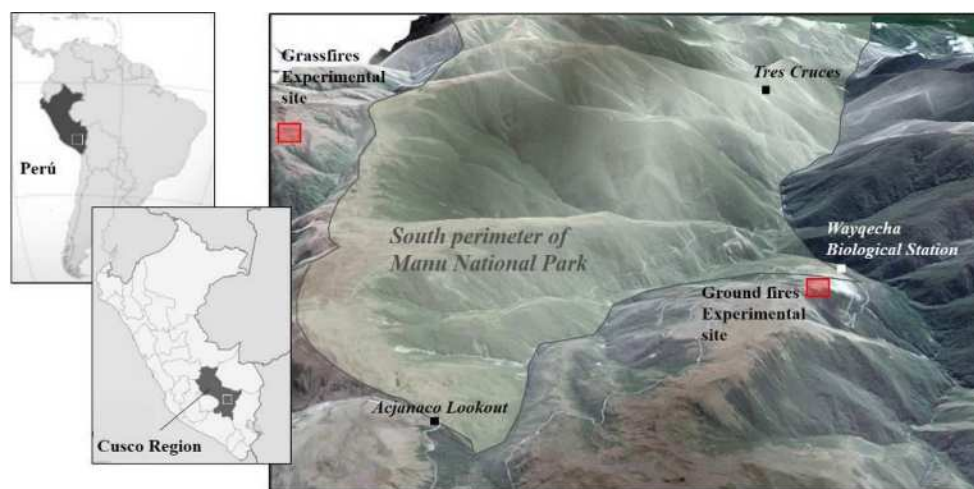 Perú
Cusco Region
Grassfires
Experimental
site
Tres Cruces
South perimeter of
Manu National Park
Wayqecha
Biological Station
Ground fires
Experimental
site
Acjanaco Lookout